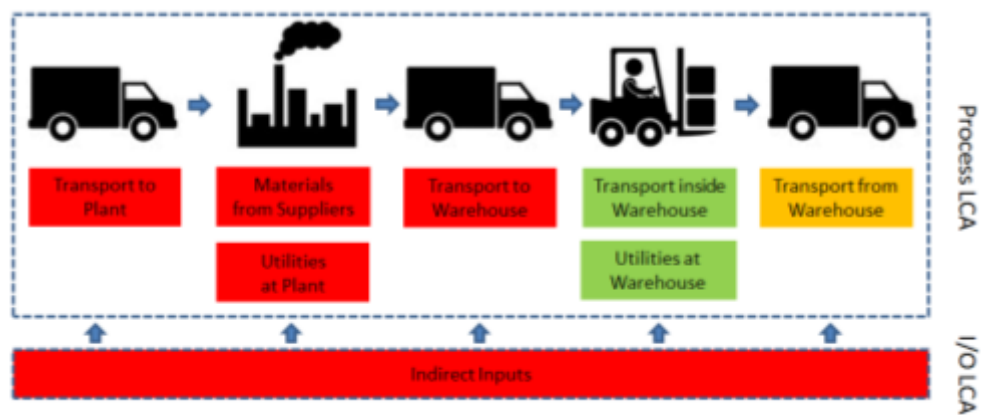 Transport to
Plant
Materials
from Suppliers
Transport to
Warehouse
Transport inside
Warehouse
Transport from
Warehouse
Utilities
at Plant
Utilities at
Warehouse
Process LCA
Indirect Inputs
I/O LCA